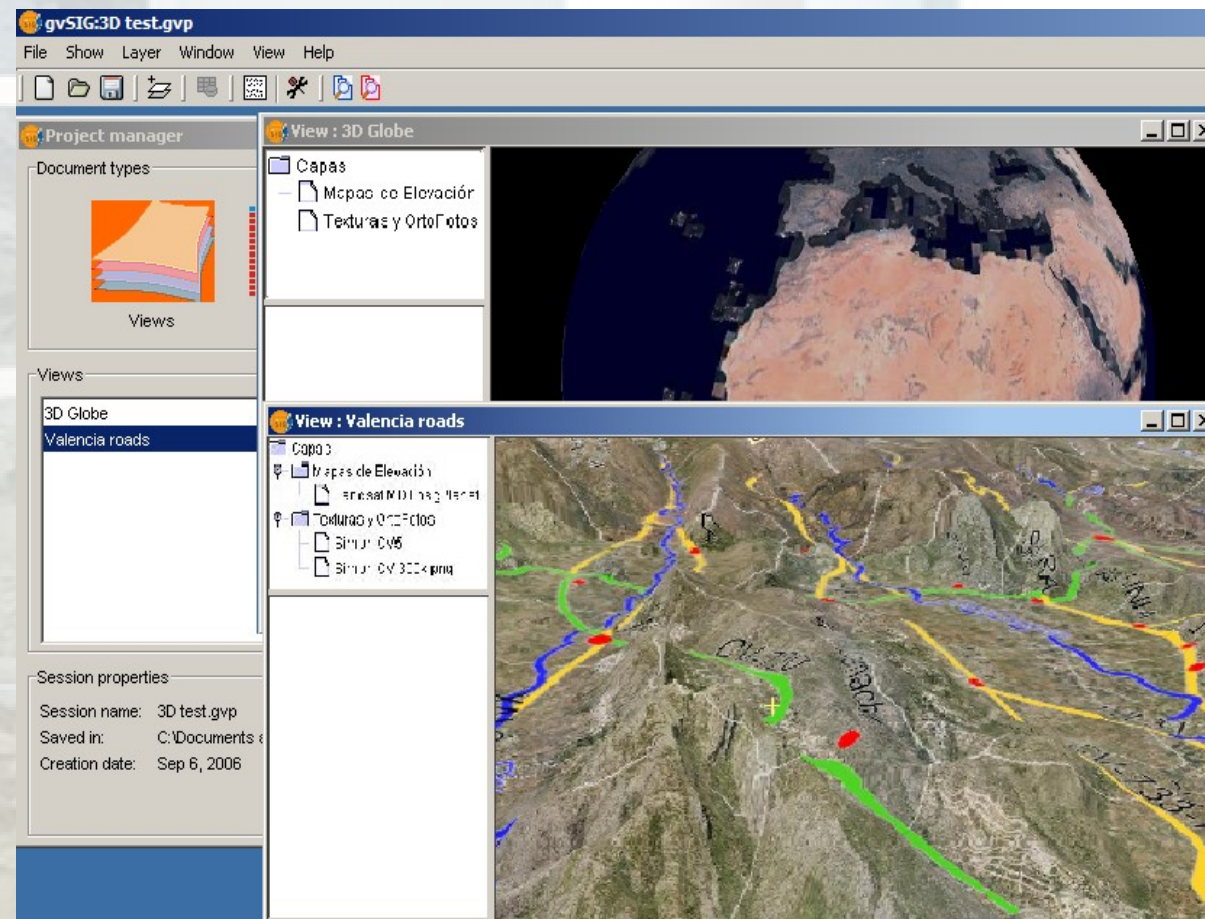 gvSIG:3D test.gvp
File Show Layer Window View Help
Project manager
Document types
Views
Views
3D Globe
Valencia roads
Session properties
Session name: 3D test.gvp
Saved in: C:\Documents
Creation date: Sep 6, 2006
View : 3D Globe
Capas
Mapas de Elevación
Texturas y OrtoFotos
View : Valencia roads
Capas
Mapas de Elevación
Texturas y OrtoFotos